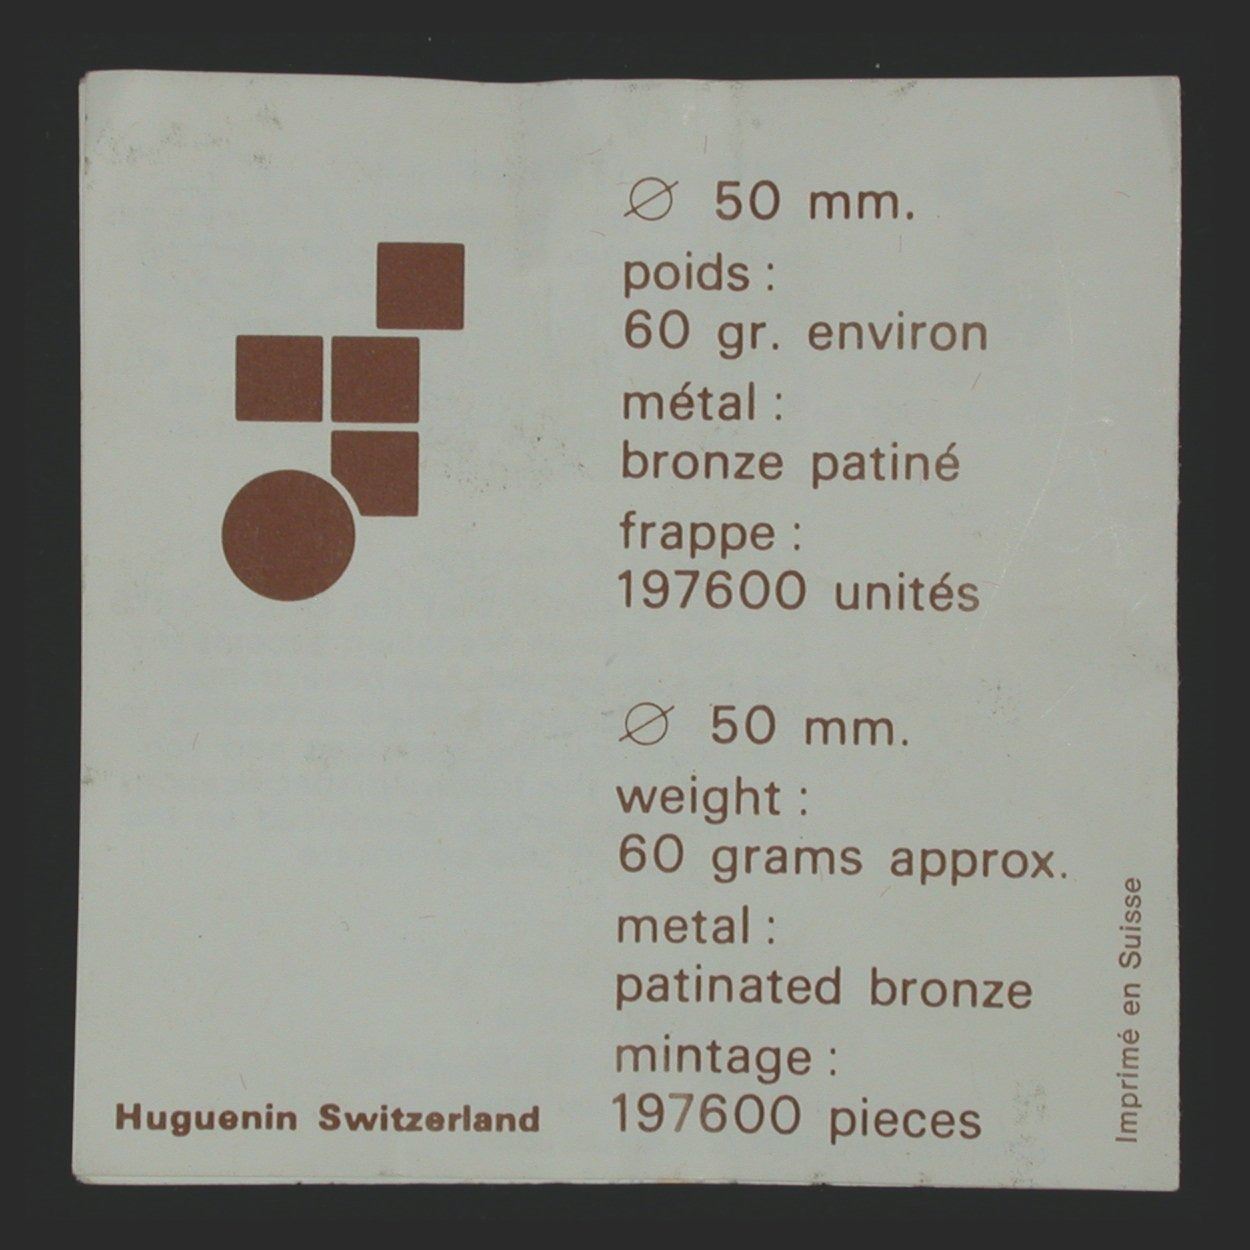 Ø 50 mm.
poids :
60 gr. environ
métal :
bronze patiné
frappe :
197600 unités
Ø 50 mm.
weight :
60 grams approx.
metal :
patinated bronze
mintage :
197600 pieces
Huguenin Switzerland
Imprimé en Suisse